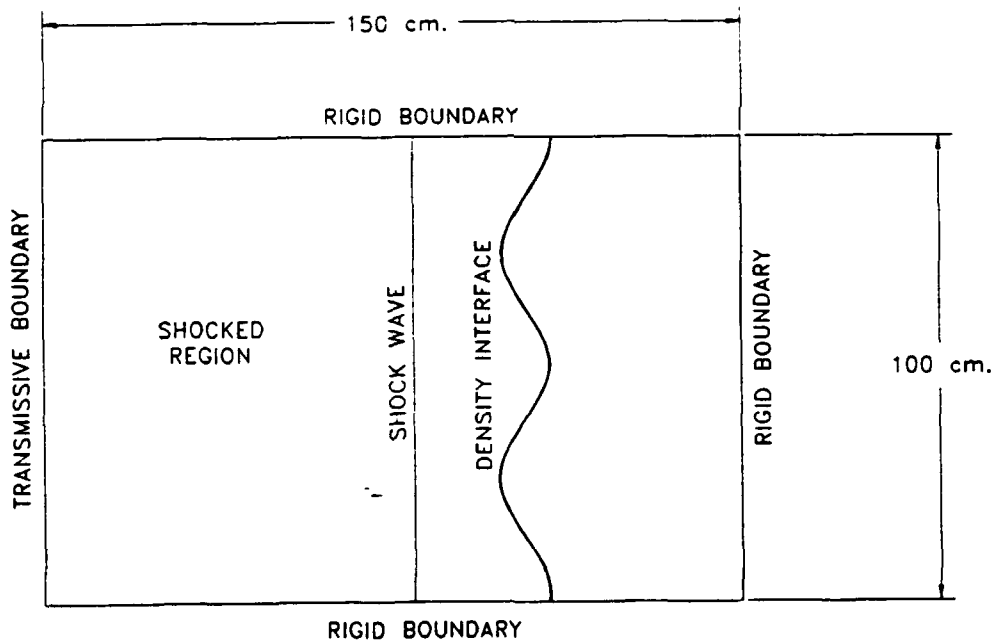 150 cm.
RIGID BOUNDARY
TRANSMISSIVE BOUNDARY
SHOCKED
REGION
SHOCK WAVE
DENSITY INTERFACE
RIGID BOUNDARY
100 cm.
RIGID BOUNDARY